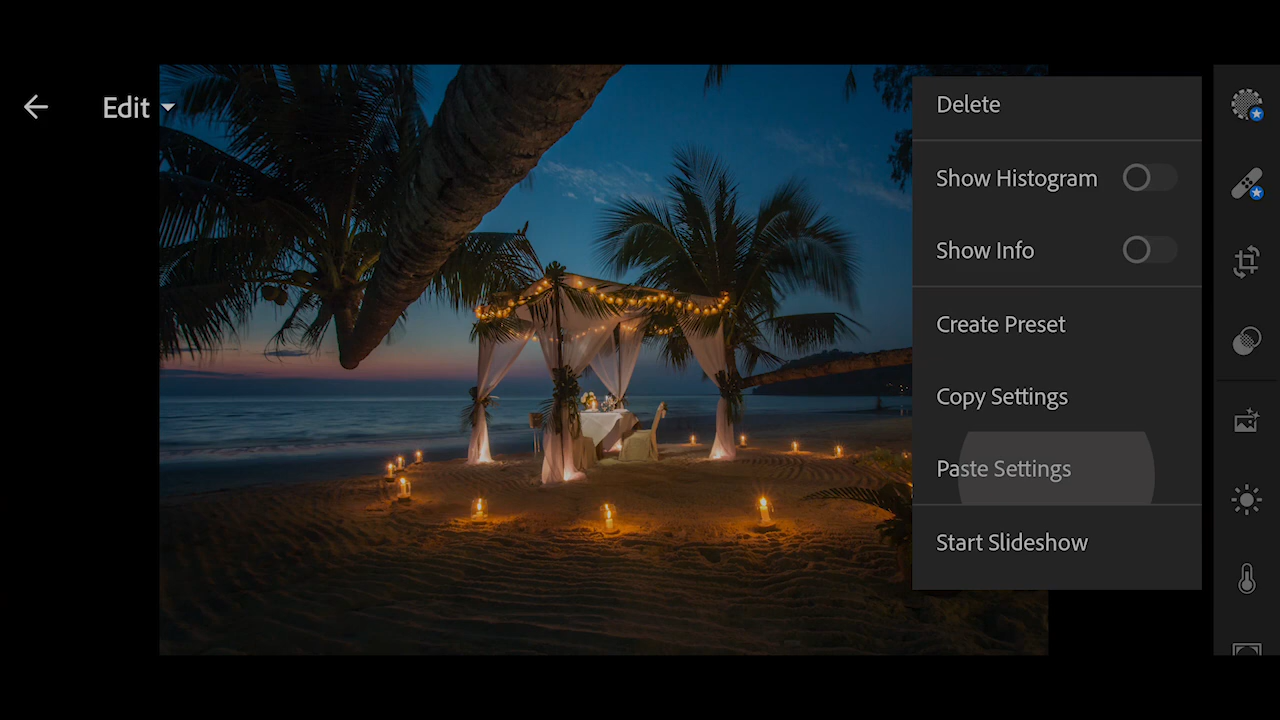 Edit
Delete
Show Histogram
Show Info
Create Preset
Copy Settings
Paste Settings
Start Slideshow